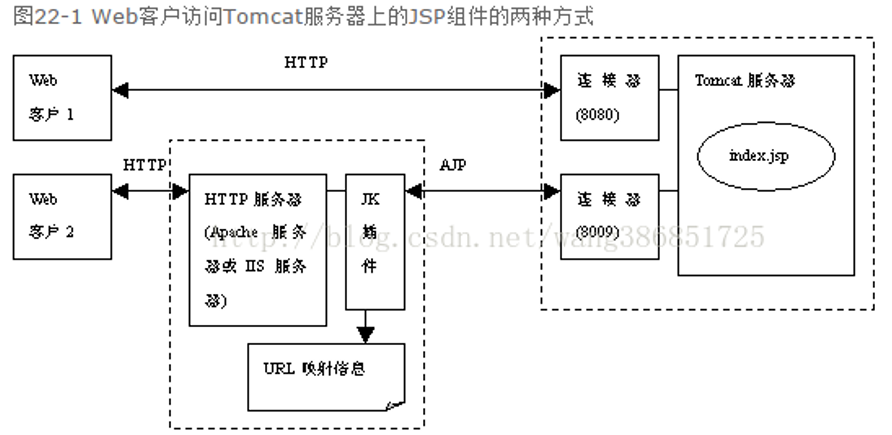 图22-1 Web客户访问Tomcat服务器上的JSP组件的两种方式
HTTP
Web
客户 1
连 接 器
(8080)
Tomcat 服务器
index.jsp
HTTP
AJP
Web
客户 2
HTTP 服务器
(Apache 服务
器或 IIS 服务
器)
JK
插
件
连 接 器
(8009)
http://blog.csdn.net/wang386851725
URL 映射信息